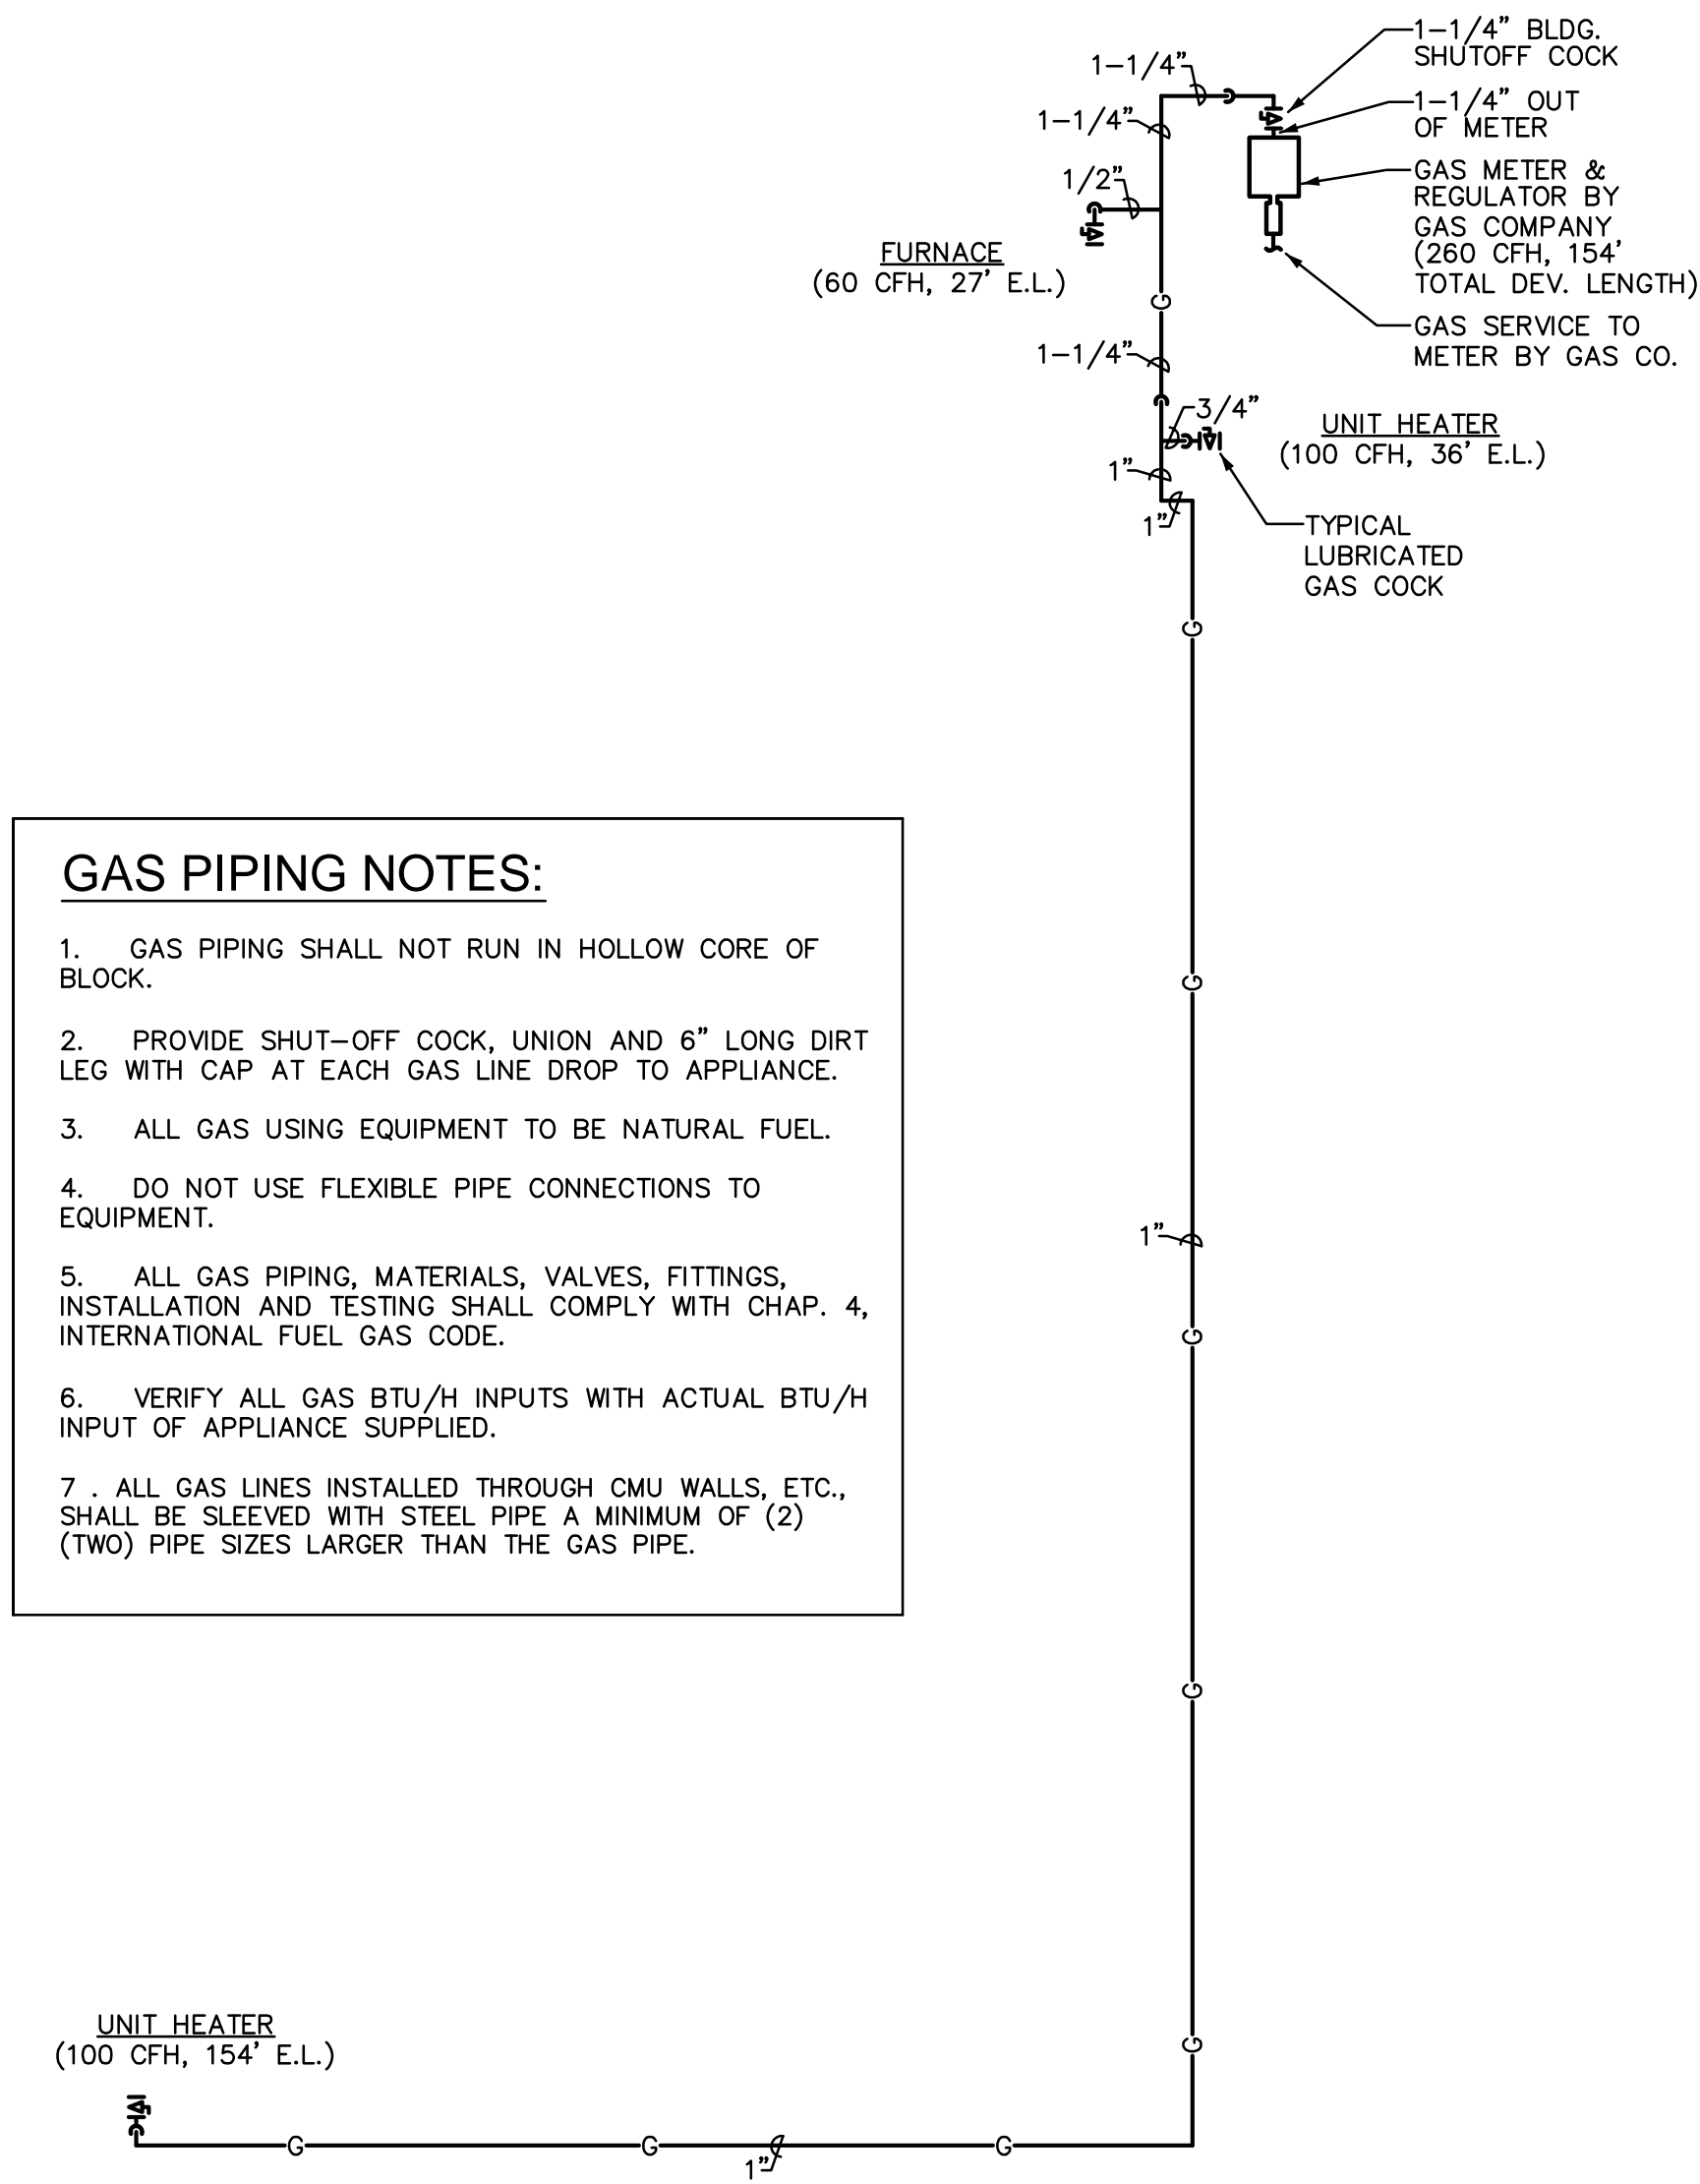 1-1/4" BLDG.
SHUTOFF COCK
1-1/4"
1-1/4" OUT
OF METER
1-1/4"
GAS METER &
REGULATOR BY
GAS COMPANY
(260 CFH, 154'
TOTAL DEV. LENGTH)
1/2"
FURNACE
(60 CFH, 27' E.L.)
G
GAS SERVICE TO
METER BY GAS CO.
1-1/4"
3/4"
UNIT HEATER
(100 CFH, 36' E.L.)
1"
1"
TYPICAL
LUBRICATED
GAS COCK
G
GAS PIPING NOTES:
1. GAS PIPING SHALL NOT RUN IN HOLLOW CORE OF
BLOCK.
2. PROVIDE SHUT-OFF COCK, UNION AND 6" LONG DIRT
LEG WITH CAP AT EACH GAS LINE DROP TO APPLIANCE.
3. ALL GAS USING EQUIPMENT TO BE NATURAL FUEL.
4. DO NOT USE FLEXIBLE PIPE CONNECTIONS TO
EQUIPMENT.
5. ALL GAS PIPING, MATERIALS, VALVES, FITTINGS,
INSTALLATION AND TESTING SHALL COMPLY WITH CHAP. 4,
INTERNATIONAL FUEL GAS CODE.
6. VERIFY ALL GAS BTU/H INPUTS WITH ACTUAL BTU/H
INPUT OF APPLIANCE SUPPLIED.
7 . ALL GAS LINES INSTALLED THROUGH CMU WALLS, ETC.,
SHALL BE SLEEVED WITH STEEL PIPE A MINIMUM OF (2)
(TWO) PIPE SIZES LARGER THAN THE GAS PIPE.
G
1"
G
G
G
UNIT HEATER
(100 CFH, 154' E.L.)
G
G
G
1"